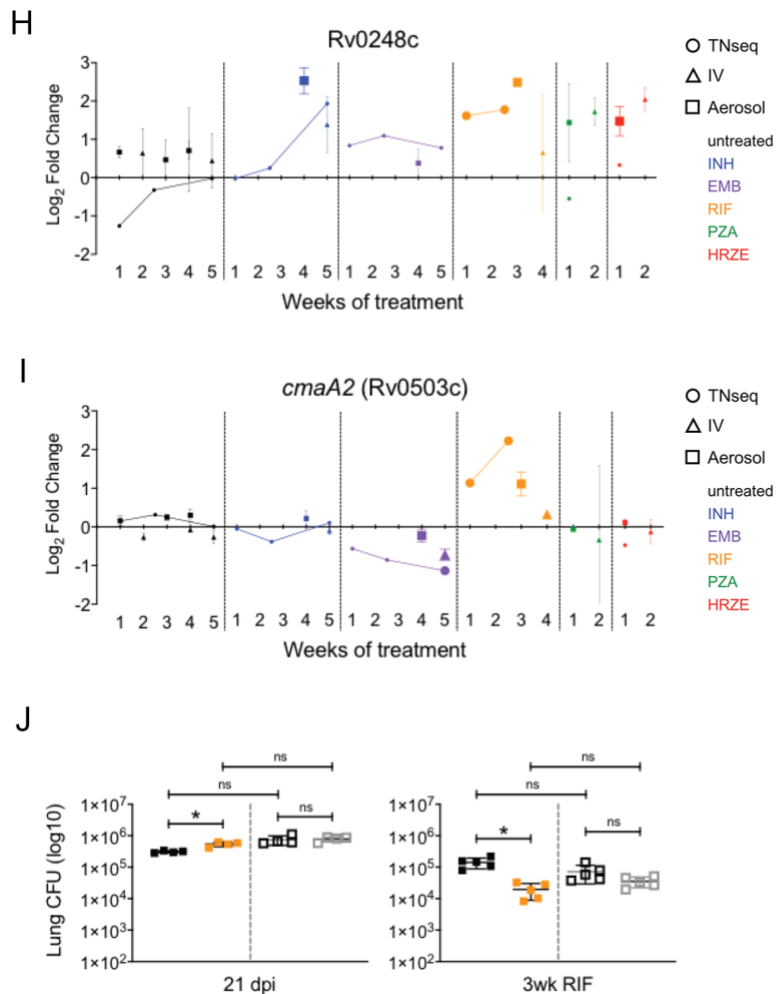 H
Rv0248c
Log2 Fold Change
3
2
1
0
-1
-2
1 2 3 4 5 1 2 3 4 5 1 2 3 4 5 1 2 3 4 1 2 1 2
Weeks of treatment
TNseq
IV
Aerosol
untreated
INH
EMB
RIF
PZA
HRZE
I
cmaA2 (Rv0503c)
Log2 Fold Change
3
2
1
0
-1
-2
1 2 3 4 5 1 2 3 4 5 1 2 3 4 5 1 2 3 4 1 2 1 2
Weeks of treatment
TNseq
IV
Aerosol
untreated
INH
EMB
RIF
PZA
HRZE
J
Lung CFU (log10)
ns
ns
* ns
1×10^7
1×10^6
1×10^5
1×10^4
1×10^3
1×10^2
21 dpi
ns
ns
* ns
1×10^7
1×10^6
1×10^5
1×10^4
1×10^3
1×10^2
3wk RIF